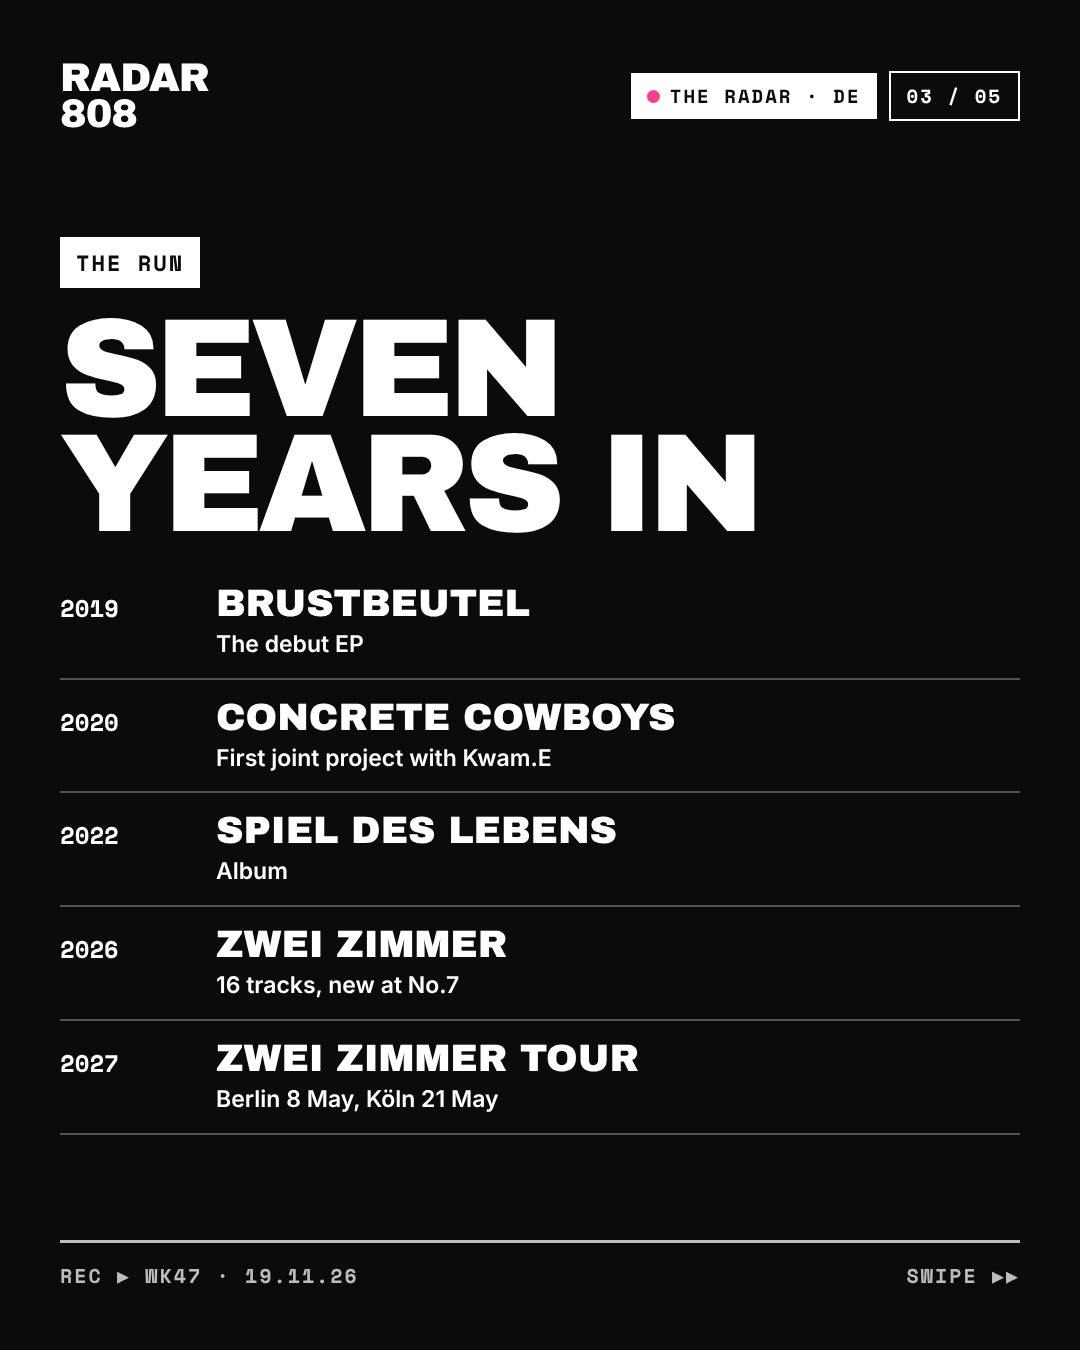 RADAR
808
THE RADAR · DE
03 / 05
THE RUN
SEVEN
YEARS IN
2019
BRUSTBEUTEL
The debut EP
2020
CONCRETE COWBOYS
First joint project with Kwam.E
2022
SPIEL DES LEBENS
Album
2026
ZWEI ZIMMER
16 tracks, new at No.7
2027
ZWEI ZIMMER TOUR
Berlin 8 May, Köln 21 May
REC ▶ WK47 · 19.11.26
SWIPE ▶▶